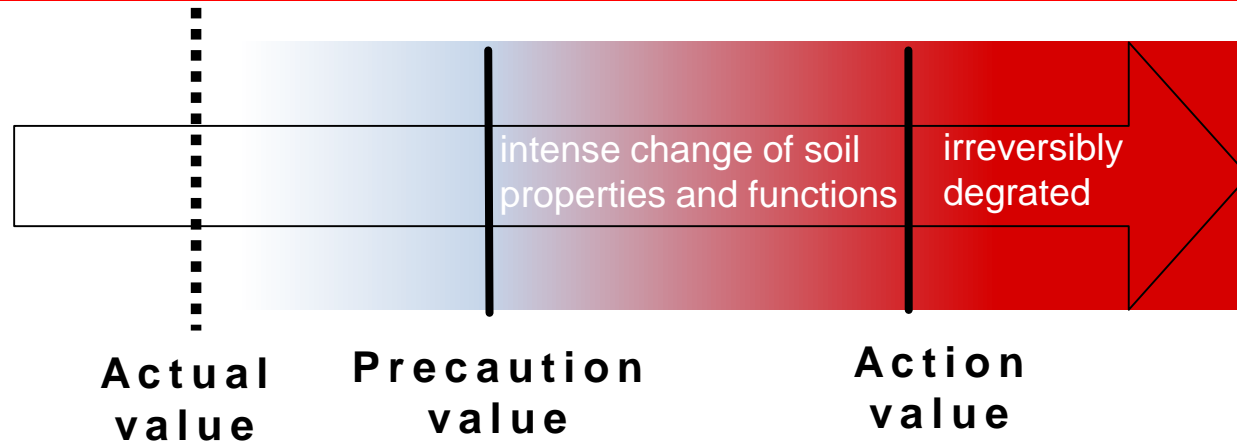 intense change of soil
properties and functions
irreversibly
degrated
Actual
value
Precaution
value
Action
value